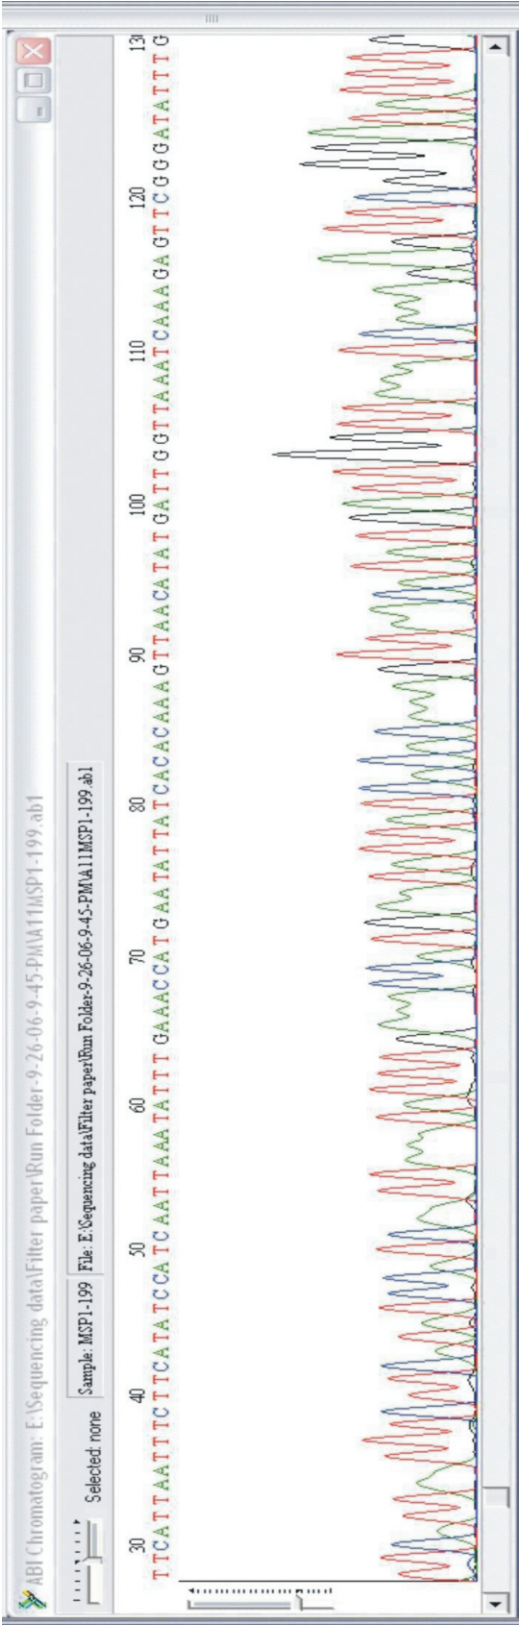 ABI Chromatogram: E:\Sequencing data\Filter paper\Run Folder-9-26-06-9-45-PM\A11MSP1-199.ab1
Selected: none
Sample: MSP1-199
File: E:\Sequencing data\Filter paper\Run Folder-9-26-06-9-45-PM\A11MSP1-199.ab1
30 40 50 60 70 80 90 100 110 120
TTCATTAATTTCTTCATATCCATCAATTAAATATTTGAAACCATGAATATTATCACACAAAGTTAACATATGATTGGTTAAATCAAAGAGTTCGGGATATTTG